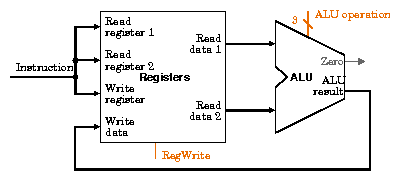 3
ALU operation
Read
register 1
Read
data 1
Read
register 2
Zero
Instruction
Registers
ALU
ALU
result
Write
register
Read
data 2
Write
data
RegWrite